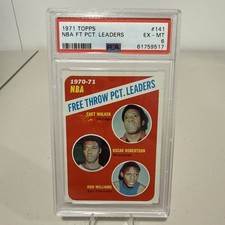 1971 TOPPS #141
NBA FT PCT. LEADERS EX - MT
6
PSA 61759517
1970-71
NBA
FREE THROW PCT. LEADERS
CHET WALKER
OSCAR ROBERTSON
RON WILLIAMS